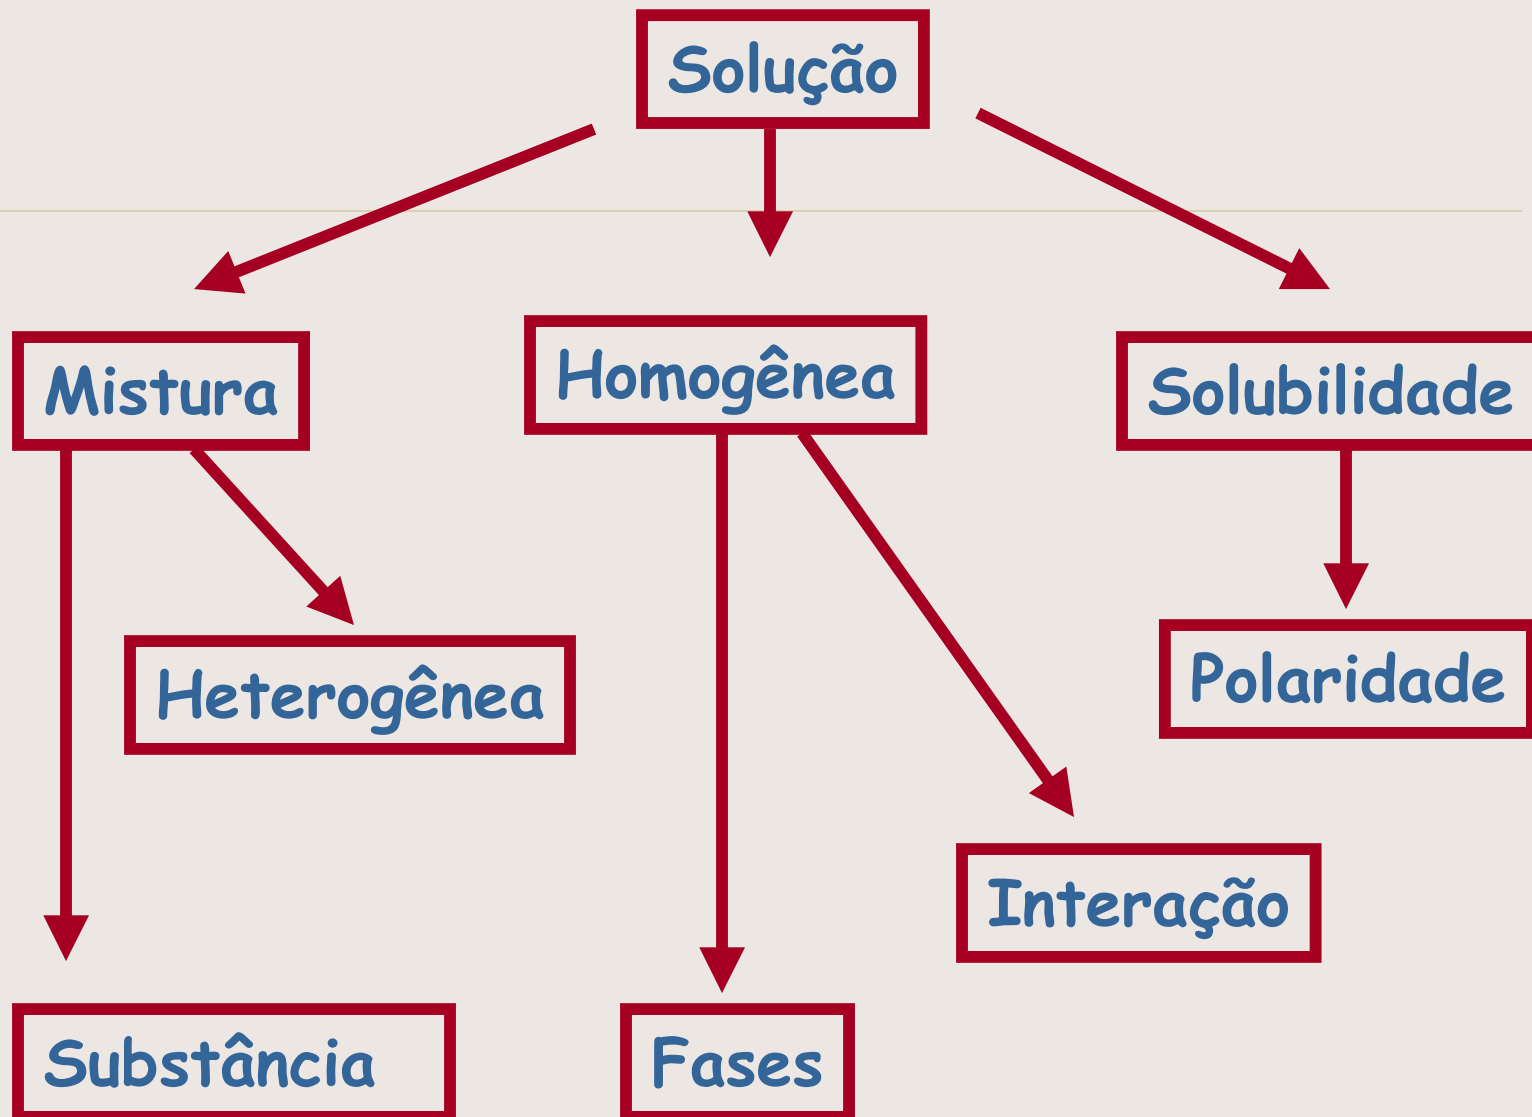 Solução
Mistura
Homogênea
Solubilidade
Heterogênea
Polaridade
Interação
Substância
Fases